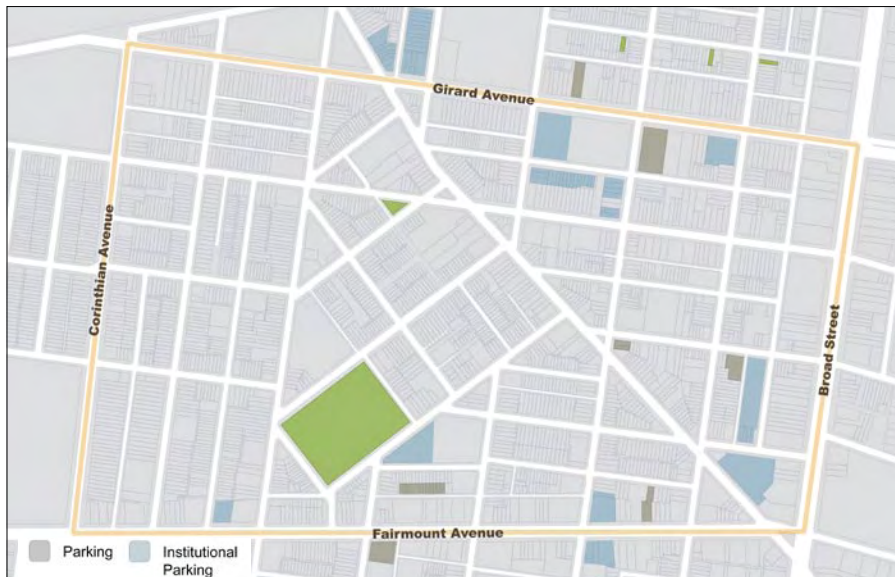 Girard Avenue
Corinthian Avenue
Broad Street
Fairmount Avenue
Parking
Institutional
Parking